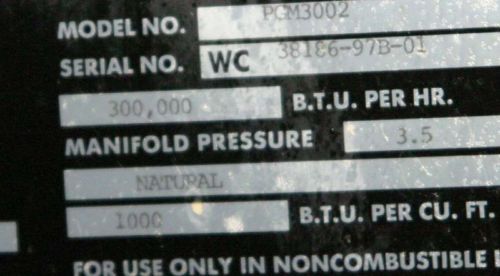 MODEL NO. PGM3002
SERIAL NO. WC 38186-97B-01
300,000 B.T.U. PER HR.
MANIFOLD PRESSURE 3.5
NATURAL
1000 B.T.U. PER CU. FT.
FOR USE ONLY IN NONCOMBUSTIBLE